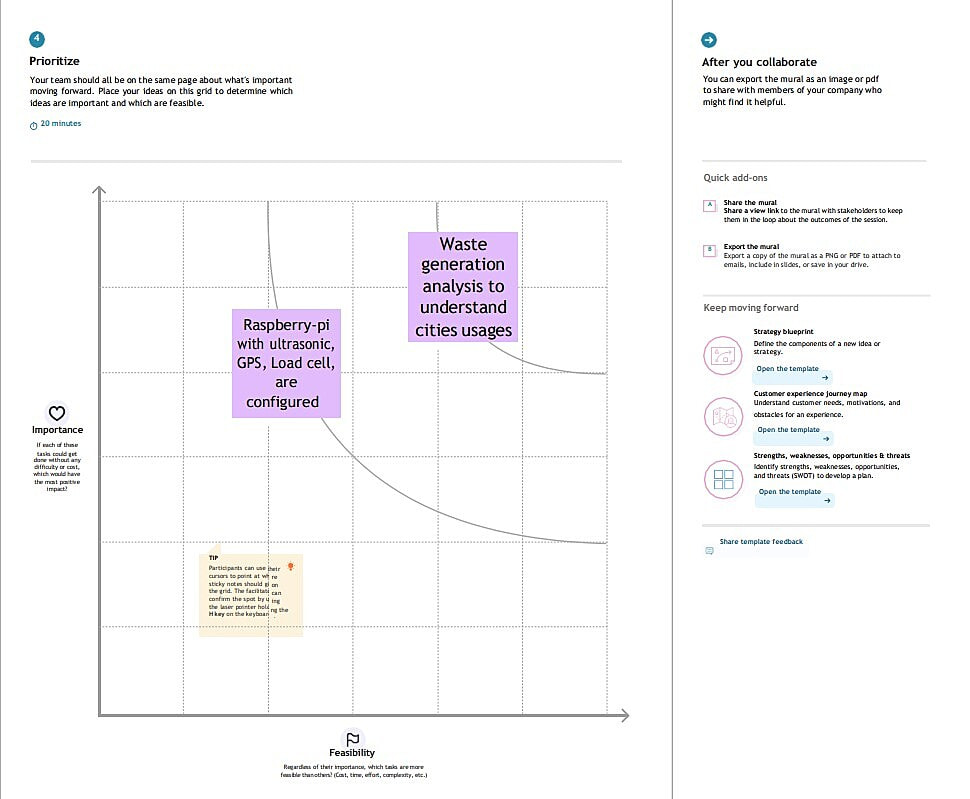 4
Prioritize
Your team should all be on the same page about what's important
moving forward. Place your ideas on this grid to determine which
ideas are important and which are feasible.
20 minutes
Waste
generation
analysis to
understand
cities usages
Raspberry-pi
with ultrasonic,
GPS, Load cell,
are
configured
Importance
If each of these
tasks could get
done without any
difficulty or cost,
which would have
the most positive
impact?
TIP
Participants can use their
cursors to point at where
sticky notes should go on
the grid. The facilitator can
confirm the spot by using
the laser pointer holding the
H key on the keyboard.
Feasibility
Regardless of their importance, which tasks are more
feasible than others? (Cost, time, effort, complexity, etc.)
After you collaborate
You can export the mural as an image or pdf
to share with members of your company who
might find it helpful.
Quick add-ons
A
Share the mural
Share a view link to the mural with stakeholders to keep
them in the loop about the outcomes of the session.
B
Export the mural
Export a copy of the mural as a PNG or PDF to attach to
emails, include in slides, or save in your drive.
Keep moving forward
Strategy blueprint
Define the components of a new idea or
strategy.
Open the template
Customer experience journey map
Understand customer needs, motivations, and
obstacles for an experience.
Open the template
Strengths, weaknesses, opportunities & threats
Identify strengths, weaknesses, opportunities,
and threats (SWOT) to develop a plan.
Open the template
Share template feedback